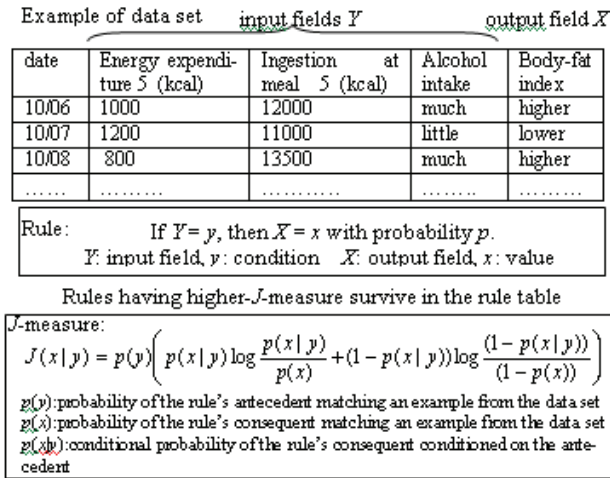 Example of data set input fields Y output field X
date Energy expendi- Ingestion at Alcohol Body-fat
ture 5 (kcal) meal 5 (kcal) intake index
10/06 1000 12000 much higher
10/07 1200 11000 little lower
10/08 800 13500 much higher
…… ……… ……….. …….. ………
Rule: If Y = y, then X = x with probability p.
Y: input field, y: condition X: output field, x: value
Rules having higher-J-measure survive in the rule table
J-measure:
J(x | y) = p(y)( p(x | y) log p(x | y)/p(x) + (1 − p(x | y)) log (1 − p(x | y))/(1 − p(x)) )
p(y):probability of the rule's antecedent matching an example from the data set
p(x):probability of the rule's consequent matching an example from the data set
p(x|y):conditional probability of the rule's consequent conditioned on the ante-
cedent